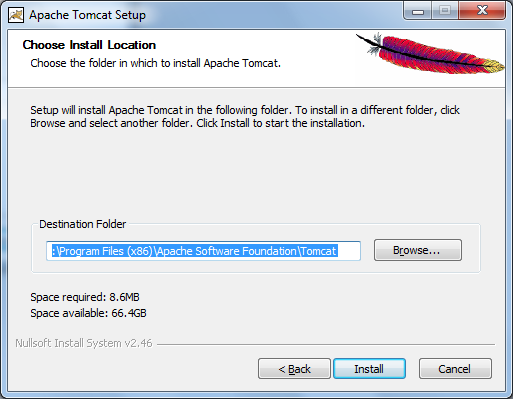 Apache Tomcat Setup
Choose Install Location
Choose the folder in which to install Apache Tomcat.
Setup will install Apache Tomcat in the following folder. To install in a different folder, click
Browse and select another folder. Click Install to start the installation.
Destination Folder
:\Program Files (x86)\Apache Software Foundation\Tomcat
Browse...
Space required: 8.6MB
Space available: 66.4GB
Nullsoft Install System v2.46
< Back
Install
Cancel